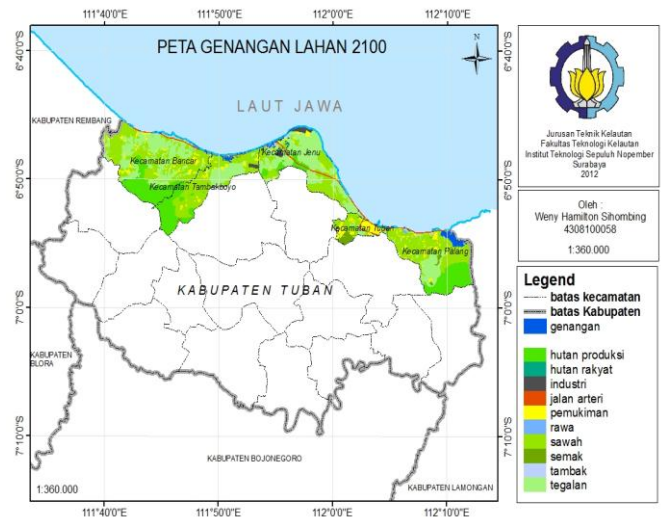 111°40'0"E 111°50'0"E 112°0'0"E 112°10'0"E
PETA GENANGAN LAHAN 2100
LAUT JAWA
KABUPATEN REMBANG
Kecamatan Bancar
Kecamatan Jenu
Kecamatan Tambakboyo
Kecamatan Tuban
Kecamatan Palang
KABUPATEN TUBAN
KABUPATEN
BLORA
KABUPATEN BOJONEGORO
KABUPATEN LAMONGAN
1:360.000
6°40'0"S
6°50'0"S
7°0'0"S
7°10'0"S
6°40'0"S
6°50'0"S
7°0'0"S
7°10'0"S
111°40'0"E 111°50'0"E 112°0'0"E 112°10'0"E
Jurusan Teknik Kelautan
Fakultas Teknologi Kelautan
Institut Teknologi Sepuluh Nopember
Surabaya
2012
Oleh :
Weny Hamilton Sihombing
4308100058
1:360.000
Legend
batas kecamatan
batas Kabupaten
genangan
hutan produksi
hutan rakyat
industri
jalan arteri
pemukiman
rawa
sawah
semak
tambak
tegalan